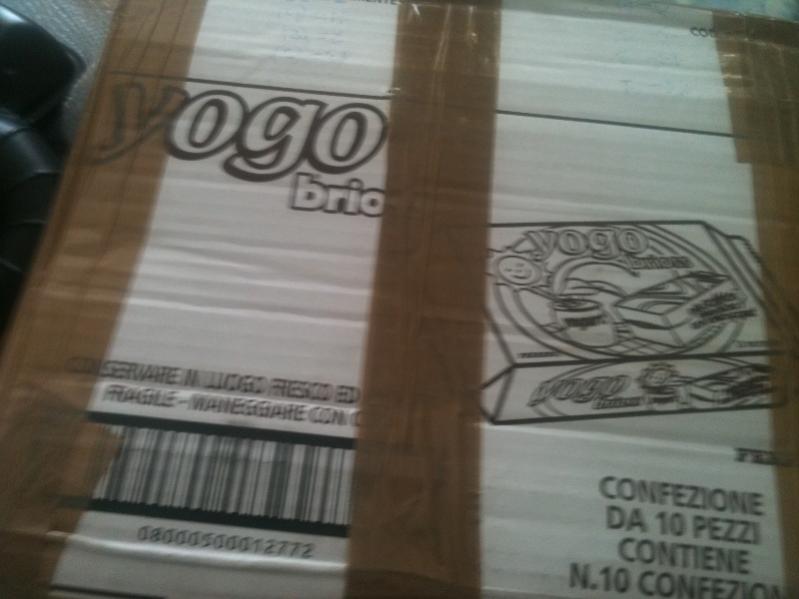 yogo
brio
yogo
yogo
CONSERVARE IN LUOGO FRESCO ED
FRAGILE - MANEGGIARE CON C
08000500012772
CONFEZIONE
DA 10 PEZZI
CONTIENE
N.10 CONFEZION